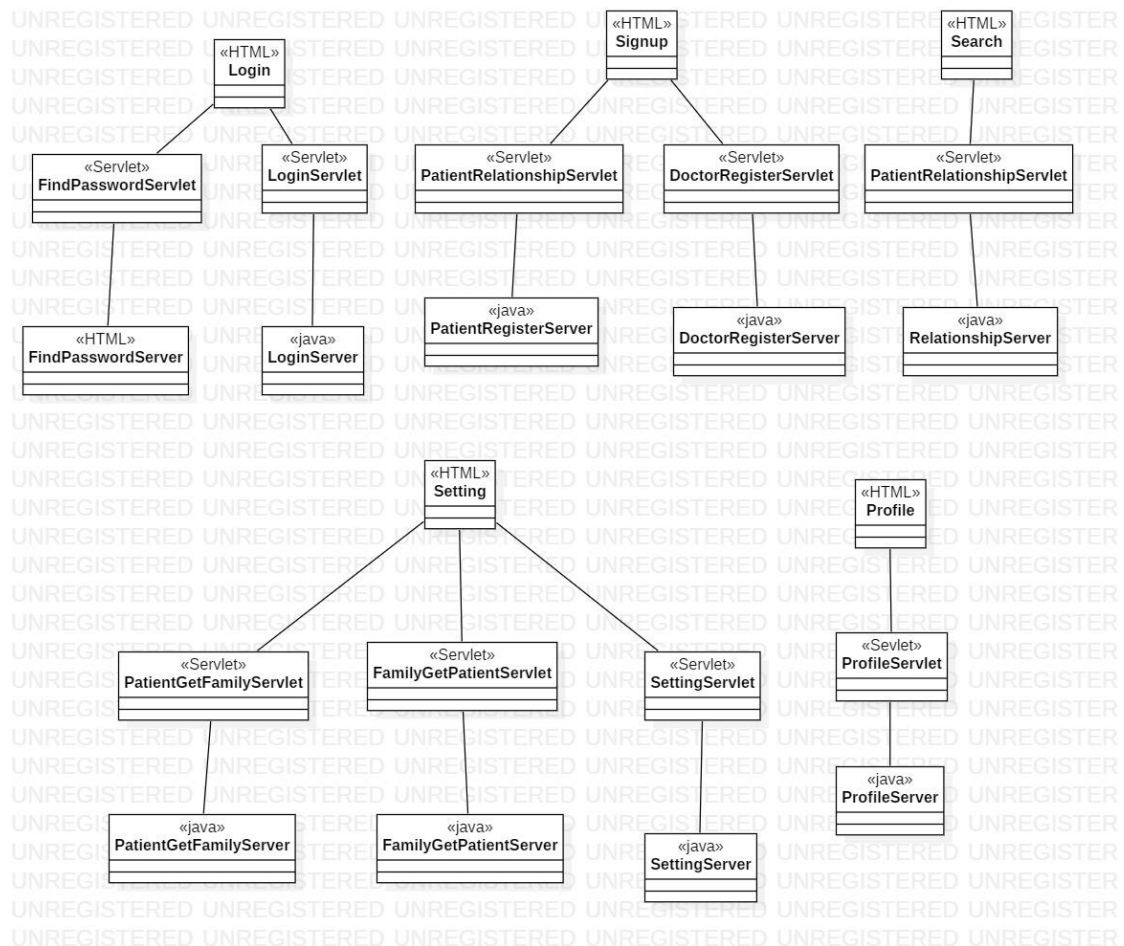 «HTML»
Login
«Servlet»
FindPasswordServlet
«Servlet»
LoginServlet
«HTML»
FindPasswordServer
«java»
LoginServer
«HTML»
Signup
«Servlet»
PatientRelationshipServlet
«Servlet»
DoctorRegisterServlet
«java»
PatientRegisterServer
«java»
DoctorRegisterServer
«HTML»
Search
«Servlet»
PatientRelationshipServlet
«java»
RelationshipServer
«HTML»
Setting
«Servlet»
PatientGetFamilyServlet
«Servlet»
FamilyGetPatientServlet
«Servlet»
SettingServlet
«java»
PatientGetFamilyServer
«java»
FamilyGetPatientServer
«java»
SettingServer
«HTML»
Profile
«Sevlet»
ProfileServlet
«java»
ProfileServer
UNREGISTERED